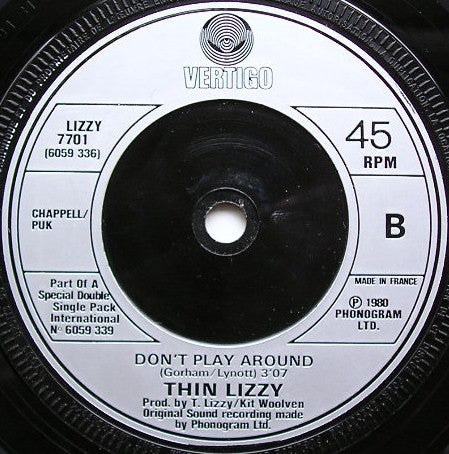 VERTIGO
LIZZY
7701
(6059 336)
45
RPM
CHAPPELL/
PUK
B
Part Of A
Special Double
Single Pack
International
Nº 6059 339
MADE IN FRANCE
Ⓟ 1980
PHONOGRAM
LTD.
DON'T PLAY AROUND
(Gorham/Lynott) 3'07
THIN LIZZY
Prod. by T. Lizzy/Kit Woolven
Original Sound recording made
by Phonogram Ltd.